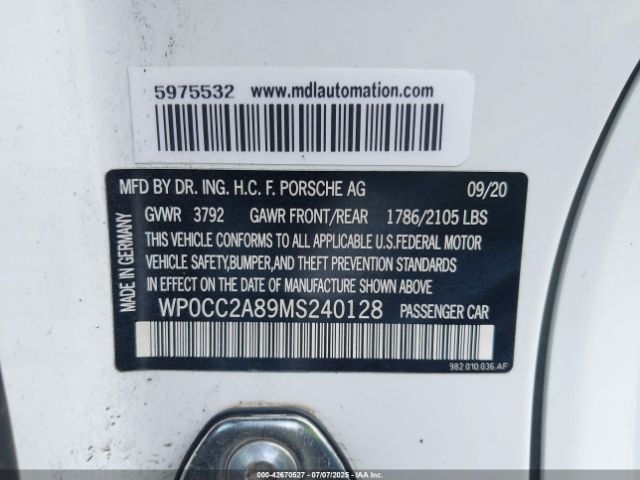 5975532 www.mdlautomation.com
MFD BY DR. ING. H.C. F. PORSCHE AG 09/20
GVWR 3792 GAWR FRONT/REAR 1786/2105 LBS
THIS VEHICLE CONFORMS TO ALL APPLICABLE U.S.FEDERAL MOTOR
VEHICLE SAFETY,BUMPER,AND THEFT PREVENTION STANDARDS
IN EFFECT ON THE DATE OF MANUFACTURE SHOWN ABOVE
WP0CC2A89MS240128 PASSENGER CAR
982.010.036.AF
MADE IN GERMANY
000-42670527 - 07/07/2025 - IAAI.COM